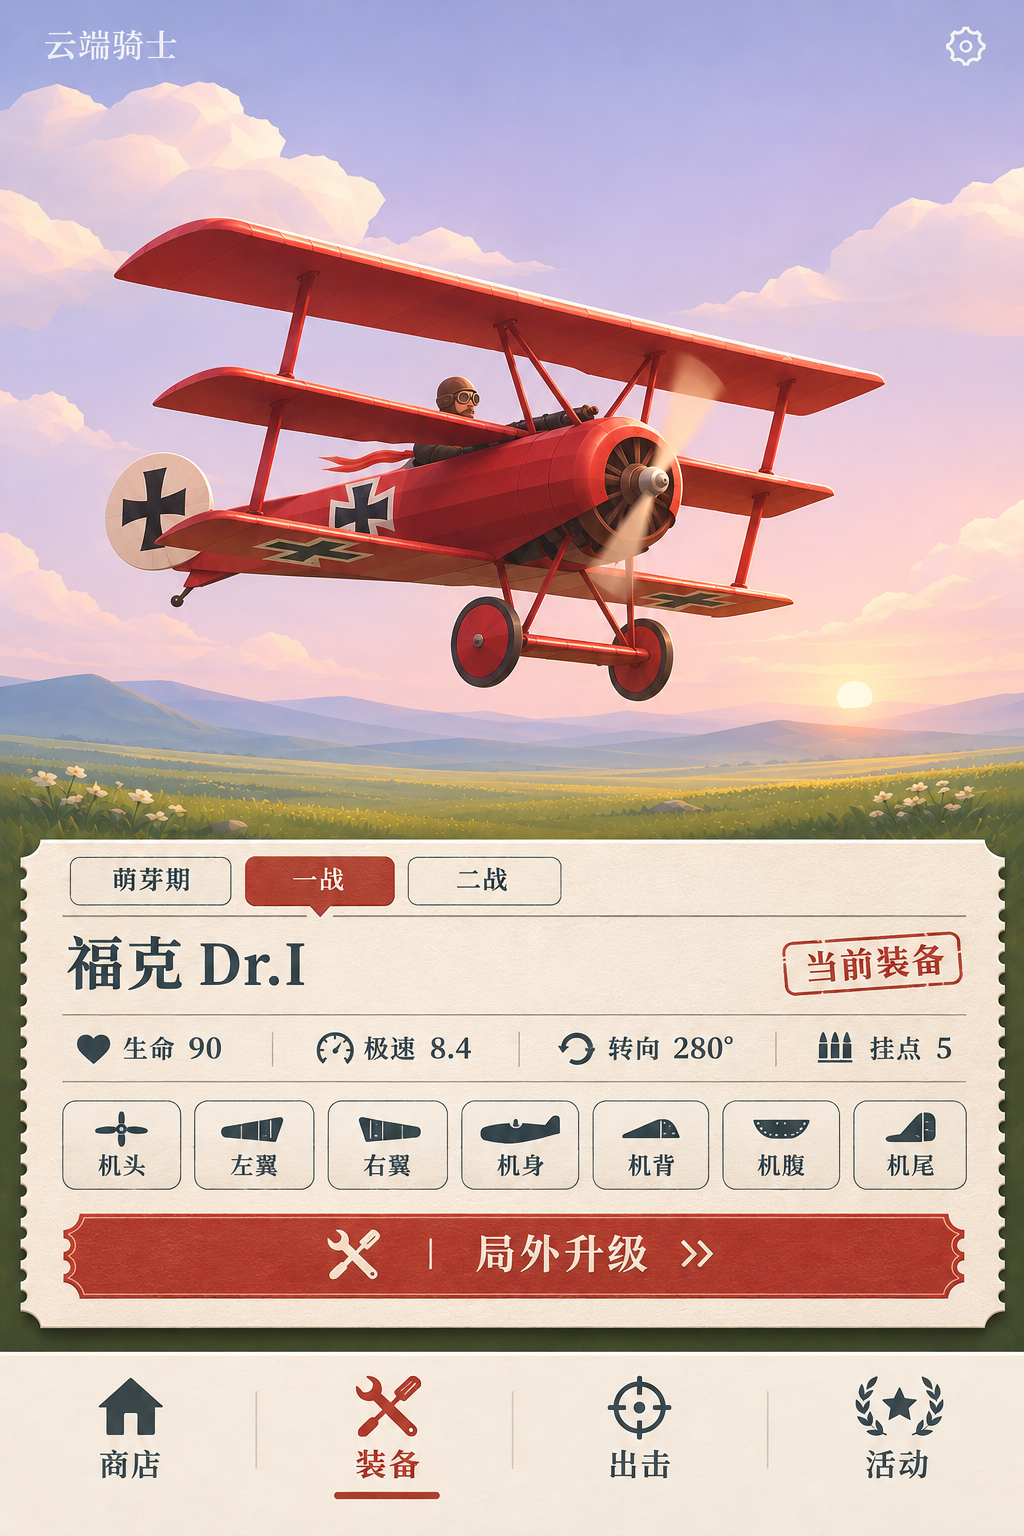 云端骑士
萌芽期 一战 二战
福克 Dr.I 当前装备
生命 90 极速 8.4 转向 280° 挂点 5
机头 左翼 右翼 机身 机背 机腹 机尾
局外升级
商店 装备 出击 活动